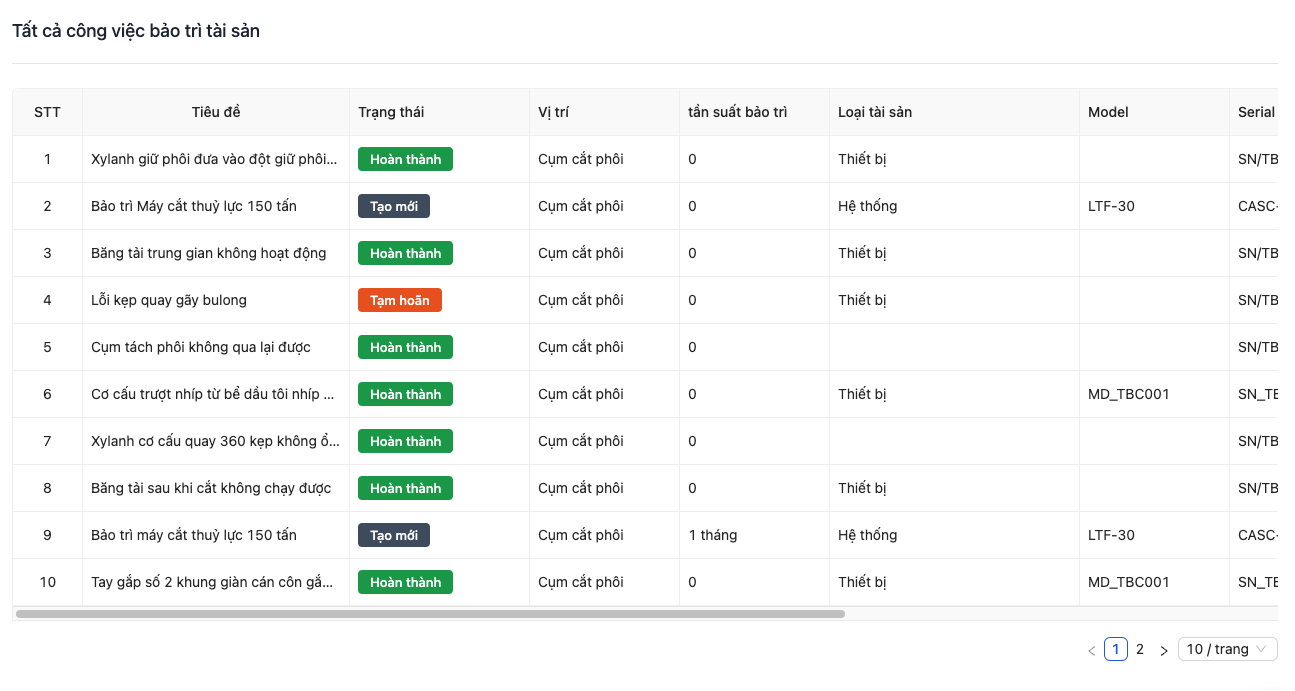 Tất cả công việc bảo trì tài sản
STT Tiêu đề Trạng thái Vị trí tần suất bảo trì Loại tài sản Model Serial
1 Xylanh giữ phôi đưa vào đột giữ phôi... Hoàn thành Cụm cắt phôi 0 Thiết bị SN/TB
2 Bảo trì Máy cắt thuỷ lực 150 tấn Tạo mới Cụm cắt phôi 0 Hệ thống LTF-30 CASC-
3 Băng tải trung gian không hoạt động Hoàn thành Cụm cắt phôi 0 Thiết bị SN/TB
4 Lỗi kẹp quay gãy bulong Tạm hoãn Cụm cắt phôi 0 Thiết bị SN/TB
5 Cụm tách phôi không qua lại được Hoàn thành Cụm cắt phôi 0 SN/TB
6 Cơ cấu trượt nhíp từ bể dầu tôi nhíp ... Hoàn thành Cụm cắt phôi 0 Thiết bị MD_TBC001 SN_TE
7 Xylanh cơ cấu quay 360 kẹp không ổ... Hoàn thành Cụm cắt phôi 0 SN/TB
8 Băng tải sau khi cắt không chạy được Hoàn thành Cụm cắt phôi 0 Thiết bị SN/TB
9 Bảo trì máy cắt thuỷ lực 150 tấn Tạo mới Cụm cắt phôi 1 tháng Hệ thống LTF-30 CASC-
10 Tay gắp số 2 khung giàn cán côn gắ... Hoàn thành Cụm cắt phôi 0 Thiết bị MD_TBC001 SN_TE
< 1 2 > 10 / trang